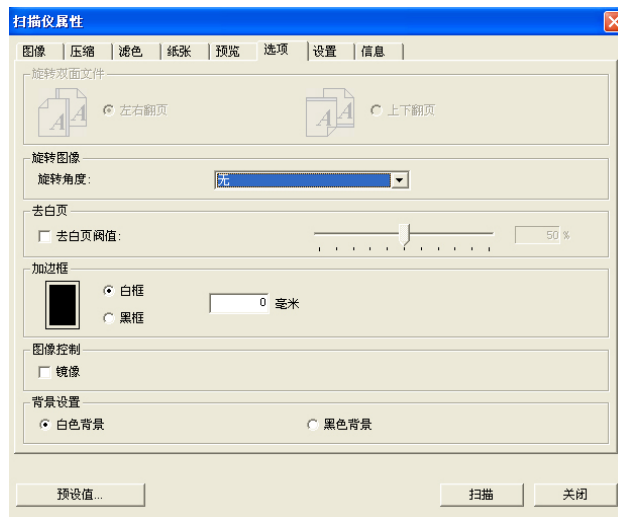 扫描仪属性
图像 压缩 滤色 纸张 预览 选项 设置 信息
旋转双面文件
A A 左右翻页 A A 上下翻页
旋转图像
旋转角度: 无
去白页
去白页阀值: 50 %
加边框
白框
0 毫米
黑框
图像控制
镜像
背景设置
白色背景 黑色背景
预设值... 扫描 关闭